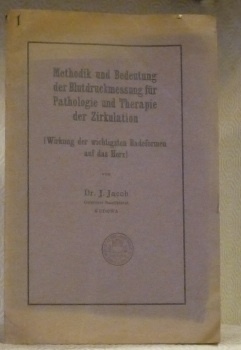 1
Methodik und Bedeutung
der Blutdruckmessung für
Pathologie und Therapie
der Zirkulation
(Wirkung der wichtigsten Badeformen
auf das Herz)
von
Dr. J. Jacob